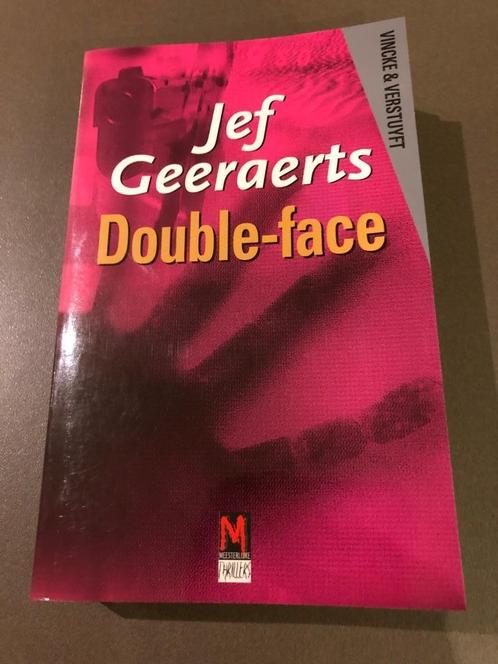 VINCKE & VERSTUYFT
Jef
Geeraerts
Double-face
M
MEESTERLIJKE
THRILLERS